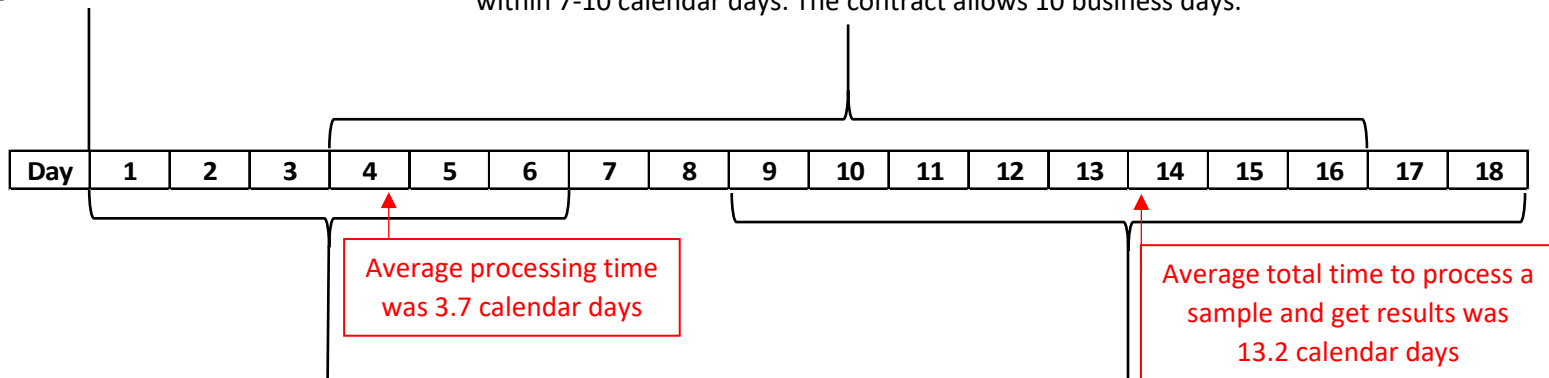 within 7-10 calendar days. The contract allows 10 business days.
Day 1 2 3 4 5 6 7 8 9 10 11 12 13 14 15 16 17 18
Average processing time
was 3.7 calendar days
Average total time to process a
sample and get results was
13.2 calendar days